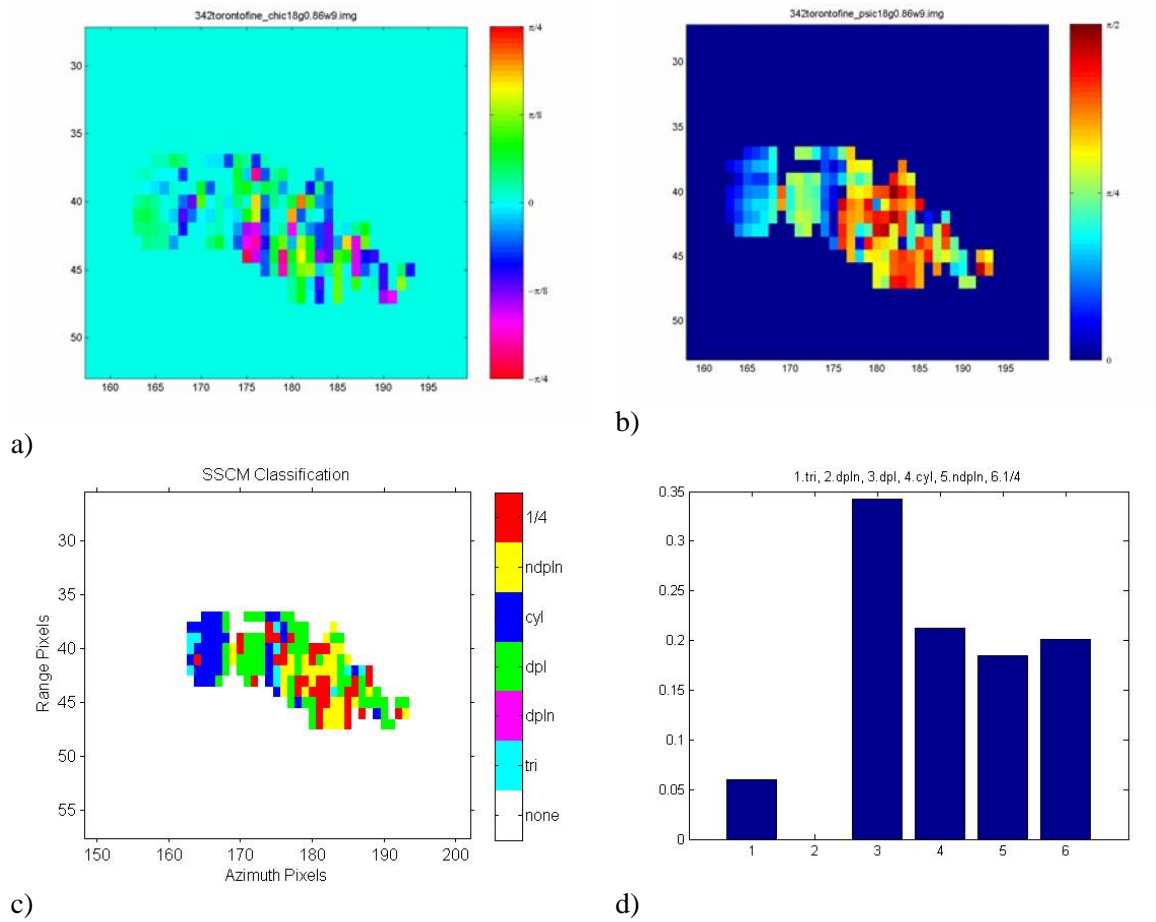 342torontofine_chic18g0.86w9.img
30
35
40
45
50
160 165 170 175 180 185 190 195
π/4
π/8
0
−π/8
−π/4
a)
342torontofine_psic18g0.86w9.img
30
35
40
45
50
160 165 170 175 180 185 190 195
π/2
π/4
0
b)
SSCM Classification
Range Pixels
30
35
40
45
50
55
150 160 170 180 190 200
Azimuth Pixels
1/4
ndpln
cyl
dpl
dpln
tri
none
c)
1.tri, 2.dpln, 3.dpl, 4.cyl, 5.ndpln, 6.1/4
0.35
0.3
0.25
0.2
0.15
0.1
0.05
0
1 2 3 4 5 6
d)